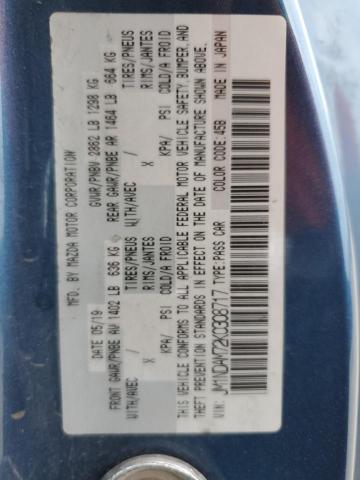 MFD. BY MAZDA MOTOR CORPORATION
GVWR/PNBV 2862 LB 1298 KG
DATE 05/19
FRONT GAWR/PNBE AV 1402 LB 636 KG REAR GAWR/PNBE AR 1464 LB 664 KG
WITH/AVEC / TIRES/PNEUS WITH/AVEC / TIRES/PNEUS
X RIMS/JANTES X RIMS/JANTES
/ KPA/ PSI COLD/A FROID KPA/ PSI COLD/A FROID
THIS VEHICLE CONFORMS TO ALL APPLICABLE FEDERAL MOTOR VEHICLE SAFETY, BUMPER, AND
THEFT PREVENTION STANDARDS IN EFFECT ON THE DATE OF MANUFACTURE SHOWN ABOVE.
COLOR CODE: 45B MADE IN JAPAN
JM1NDAM72K0308717 TYPE:PASS CAR